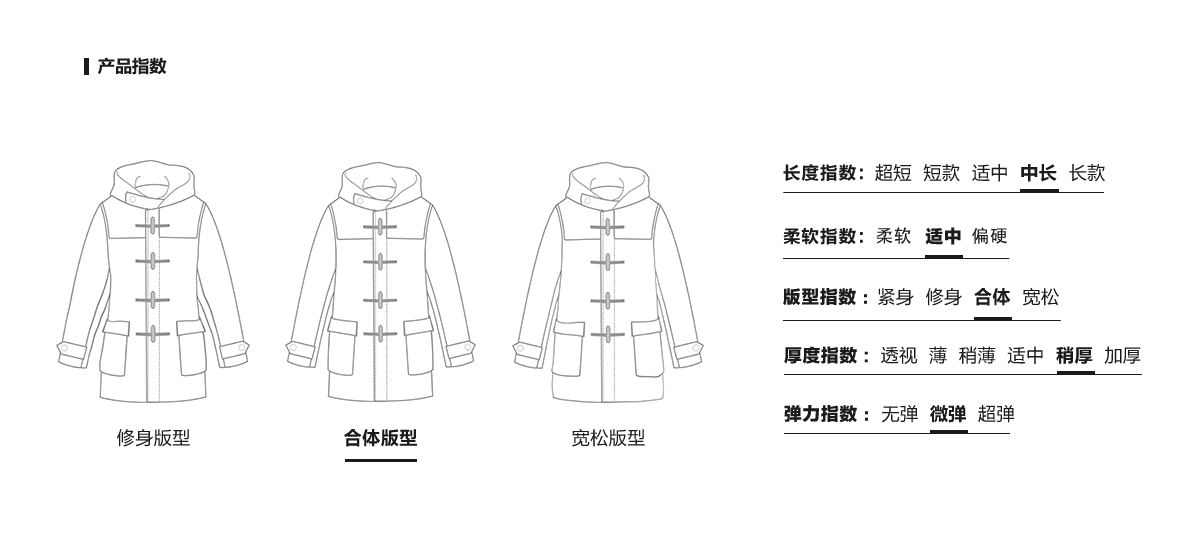 产品指数
长度指数： 超短 短款 适中 中长 长款
柔软指数： 柔软 适中 偏硬
版型指数： 紧身 修身 合体 宽松
厚度指数： 透视 薄 稍薄 适中 稍厚 加厚
弹力指数： 无弹 微弹 超弹
修身版型 合体版型 宽松版型